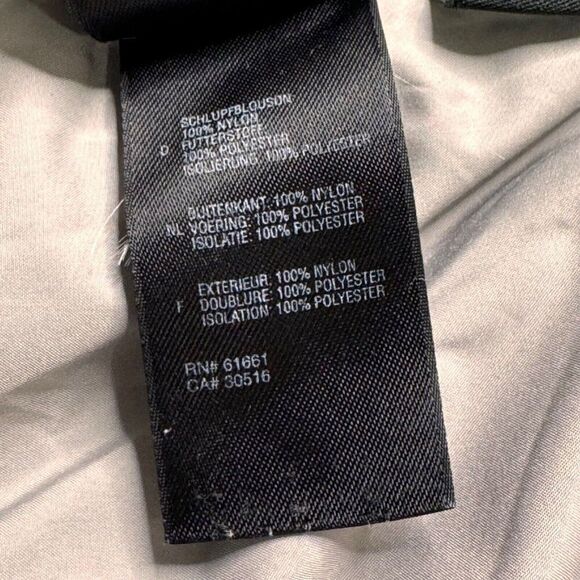 SCHLUPFBLOUSON
100% NYLON
FUTTERSTOFF
D 100% POLYESTER
ISOLIERUNG: 100% POLYESTER
BUITENKANT: 100% NYLON
NL VOERING: 100% POLYESTER
ISOLATIE: 100% POLYESTER
EXTERIEUR: 100% NYLON
F DOUBLURE: 100% POLYESTER
ISOLATION: 100% POLYESTER
RN# 61661
CA# 30516